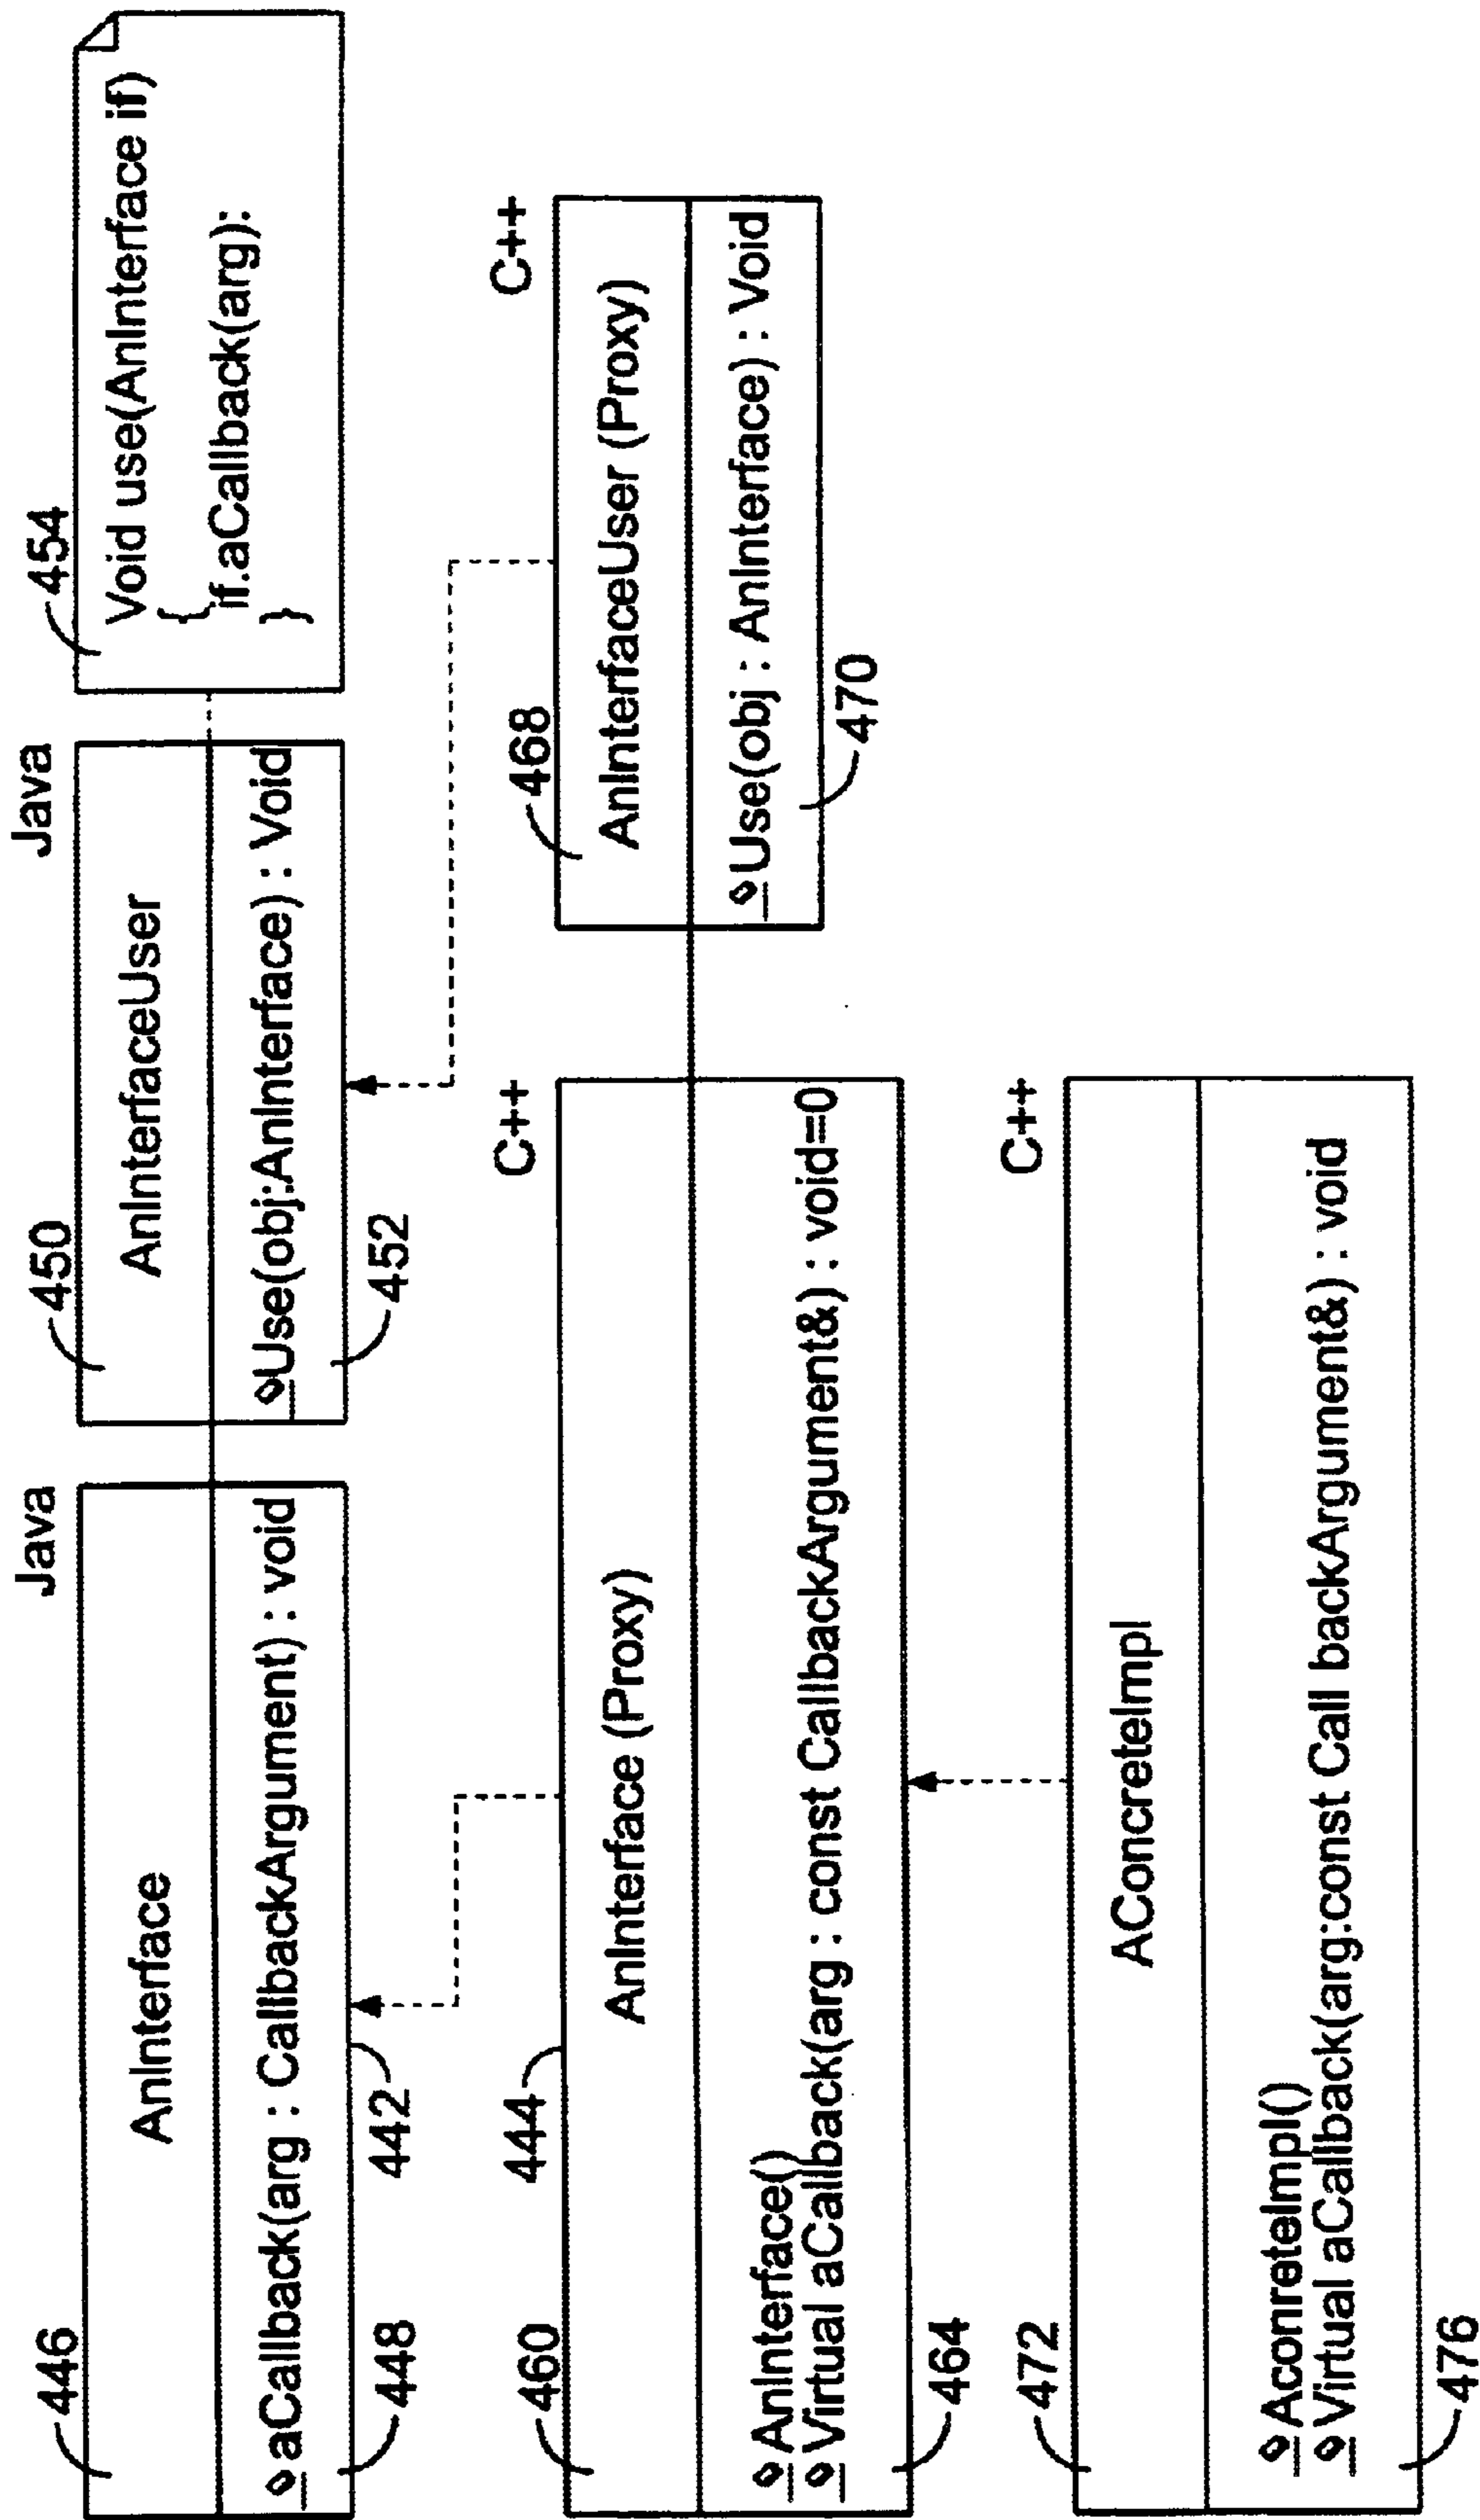 446
AnInterface
Java
aCallback(arg : CallbackArgument) : void
448
442
450
AnInterfaceUser
Java
Use(obj:AnInterface) : Void
452
454
Void use(AnInterface if)
{
if.aCallback(arg):
}
460
444
AnInterface (Proxy)
C++
AnInterface()
Virtual aCallback(arg : const CallbackArgument&) : void=0
464
468
AnInterfaceUser (Proxy)
C++
Use(obj : AnInterface) : Void
470
472
AConcreteImpl
C++
AconreteImpl()
Virtual aCallback(arg:const Call backArgument&) : void
476